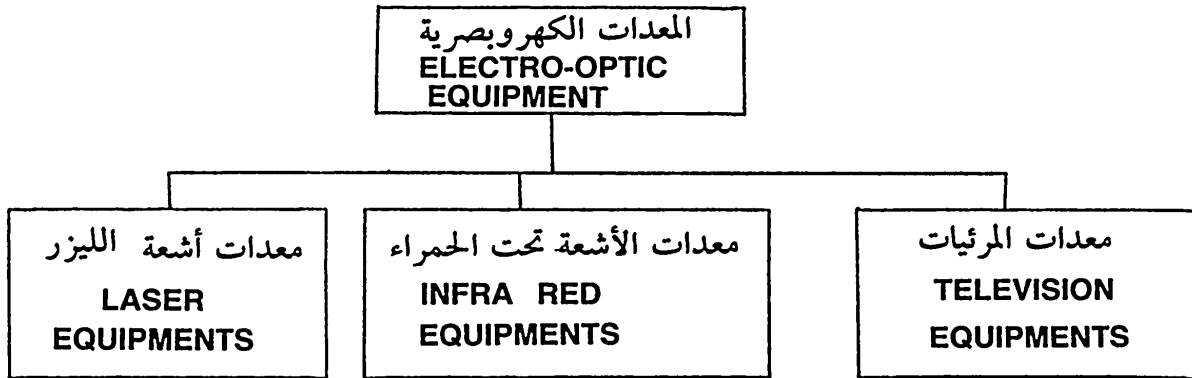 المعدات الكهروبصرية
ELECTRO-OPTIC
EQUIPMENT
معدات أشعة الليزر
LASER
EQUIPMENTS
معدات الأشعة تحت الحمراء
INFRA RED
EQUIPMENTS
معدات المرئيات
TELEVISION
EQUIPMENTS